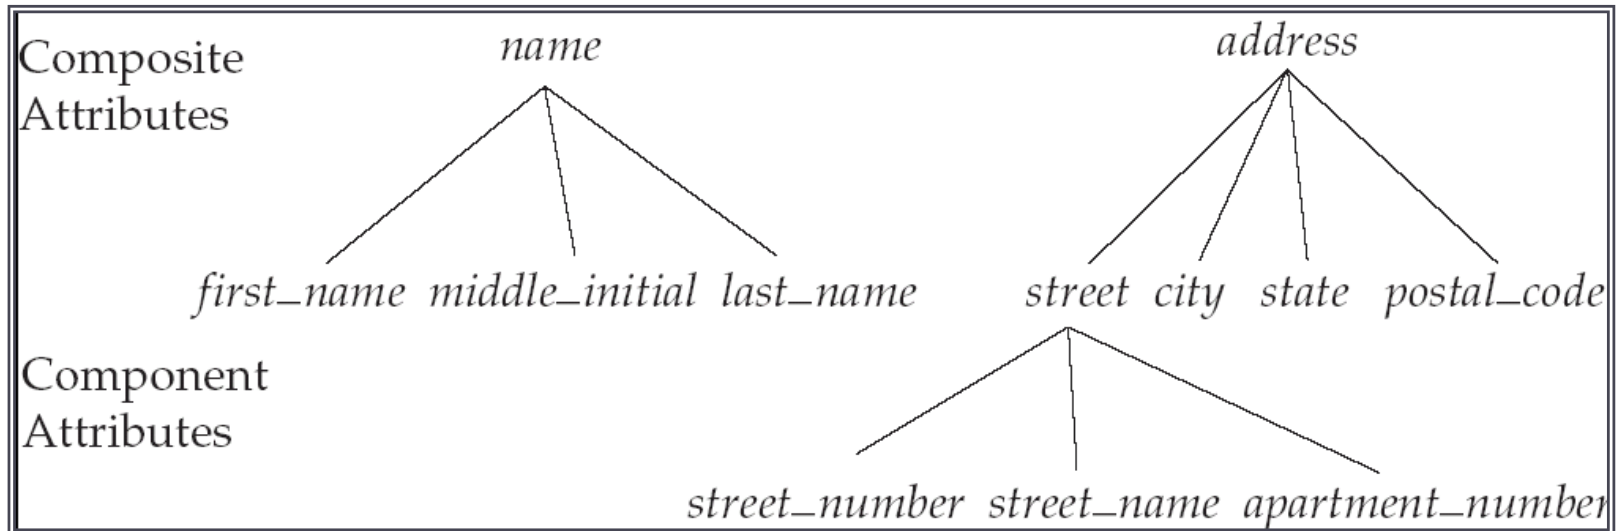 Composite
Attributes
name
address
first_name middle_initial last_name
street city state postal_code
Component
Attributes
street_number street_name apartment_number